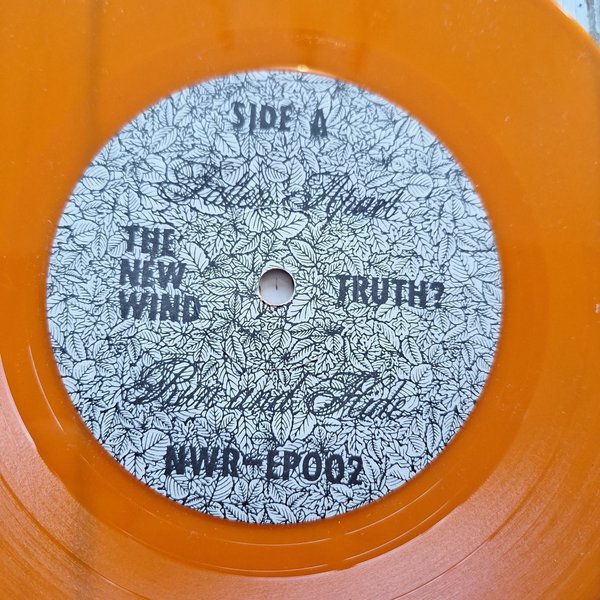 SIDE A
Fallen Apart
THE
NEW
WIND
TRUTH?
Run and Hide
NWR-EP002